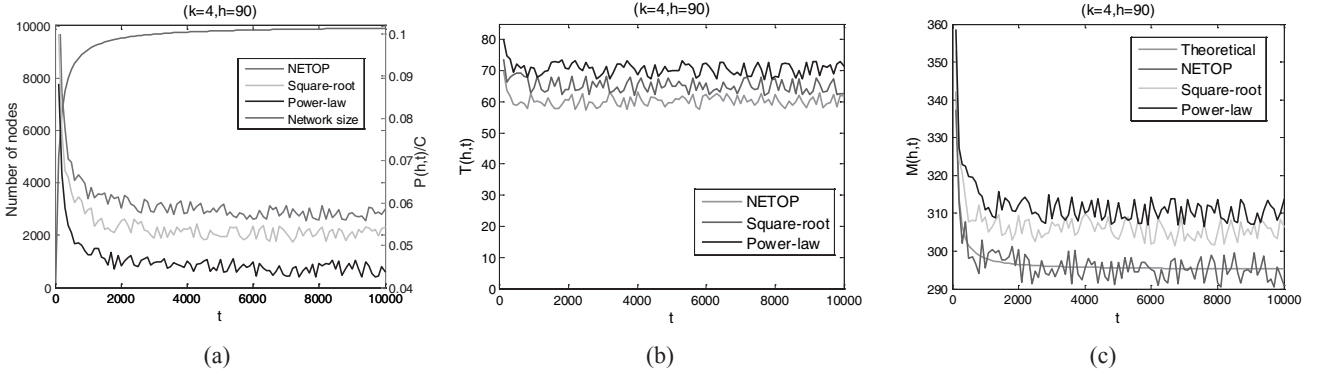 (k=4,h=90)
10000
8000
6000
4000
2000
0
Number of nodes
0.1
0.09
0.08
0.07
0.06
0.05
0.04
P(h,t)/C
NETOP
Square-root
Power-law
Network size
0 2000 4000 6000 8000 10000
t
(a)
(k=4,h=90)
80
70
60
50
40
30
20
10
0
T(h,t)
NETOP
Square-root
Power-law
0 2000 4000 6000 8000 10000
t
(b)
(k=4,h=90)
360
350
340
330
320
310
300
290
M(h,t)
Theoretical
NETOP
Square-root
Power-law
0 2000 4000 6000 8000 10000
t
(c)